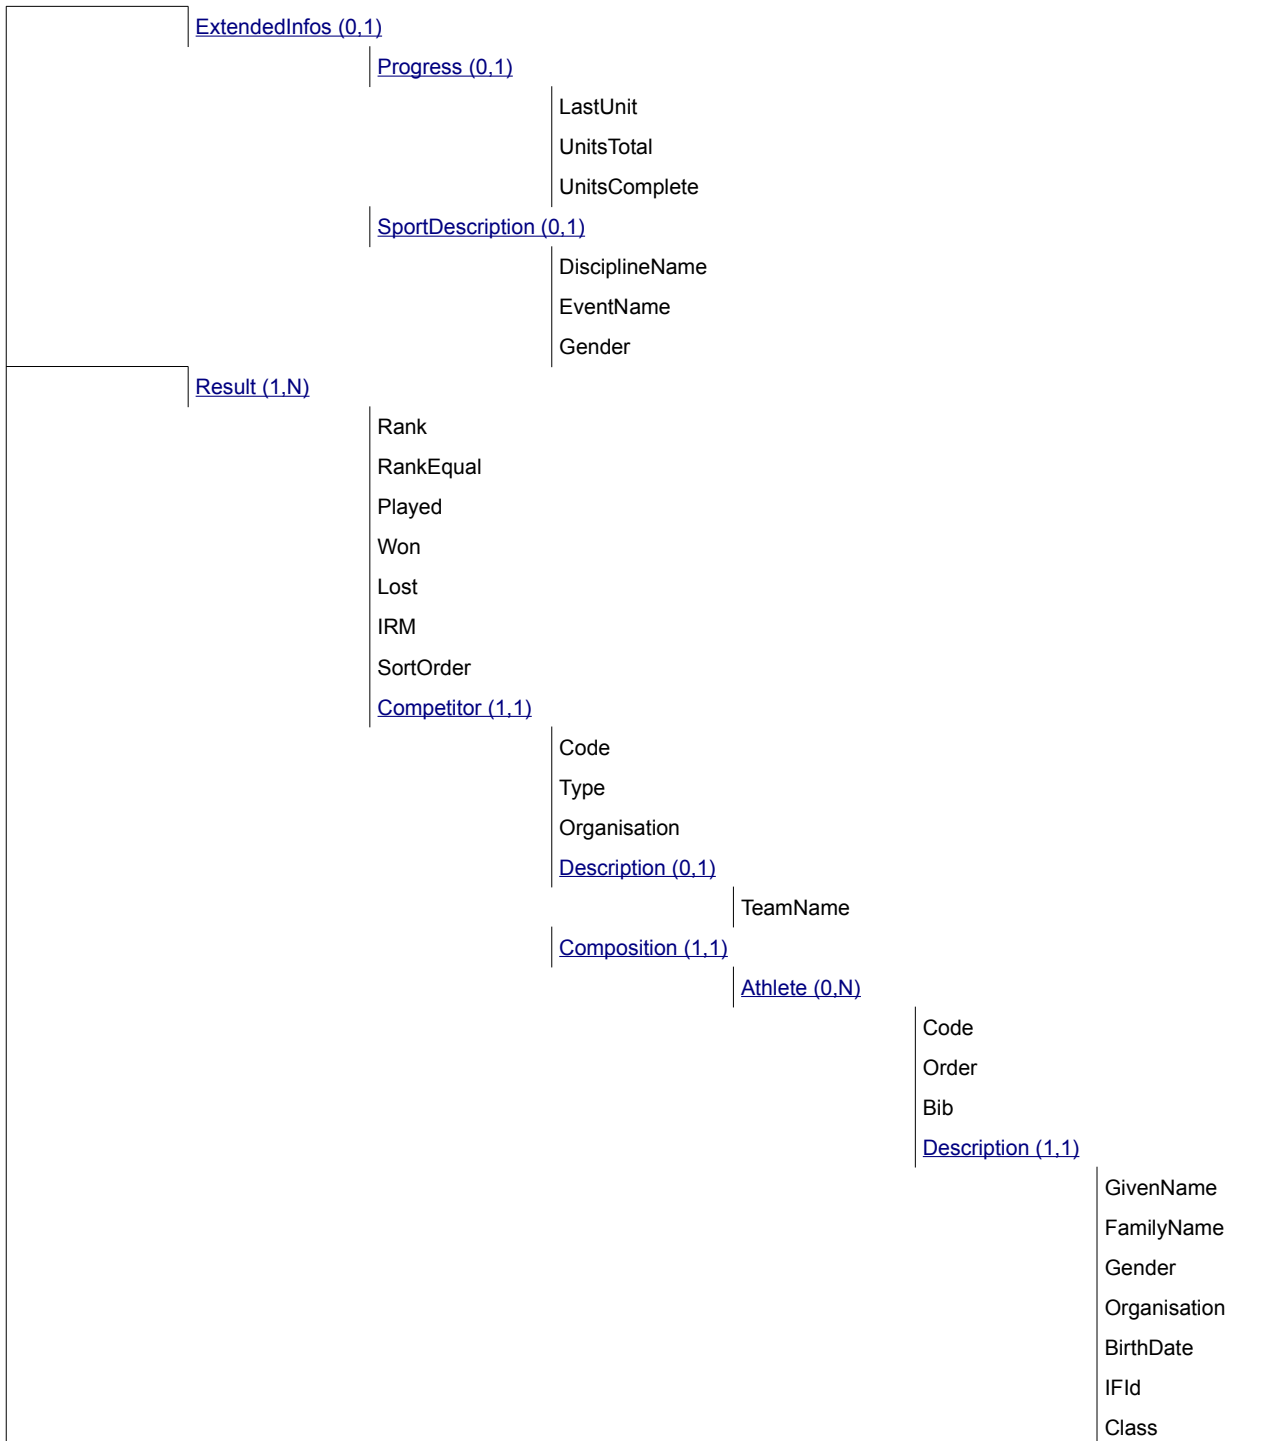 ExtendedInfos (0,1)
Progress (0,1)
LastUnit
UnitsTotal
UnitsComplete
SportDescription (0,1)
DisciplineName
EventName
Gender
Result (1,N)
Rank
RankEqual
Played
Won
Lost
IRM
SortOrder
Competitor (1,1)
Code
Type
Organisation
Description (0,1)
TeamName
Composition (1,1)
Athlete (0,N)
Code
Order
Bib
Description (1,1)
GivenName
FamilyName
Gender
Organisation
BirthDate
IFId
Class